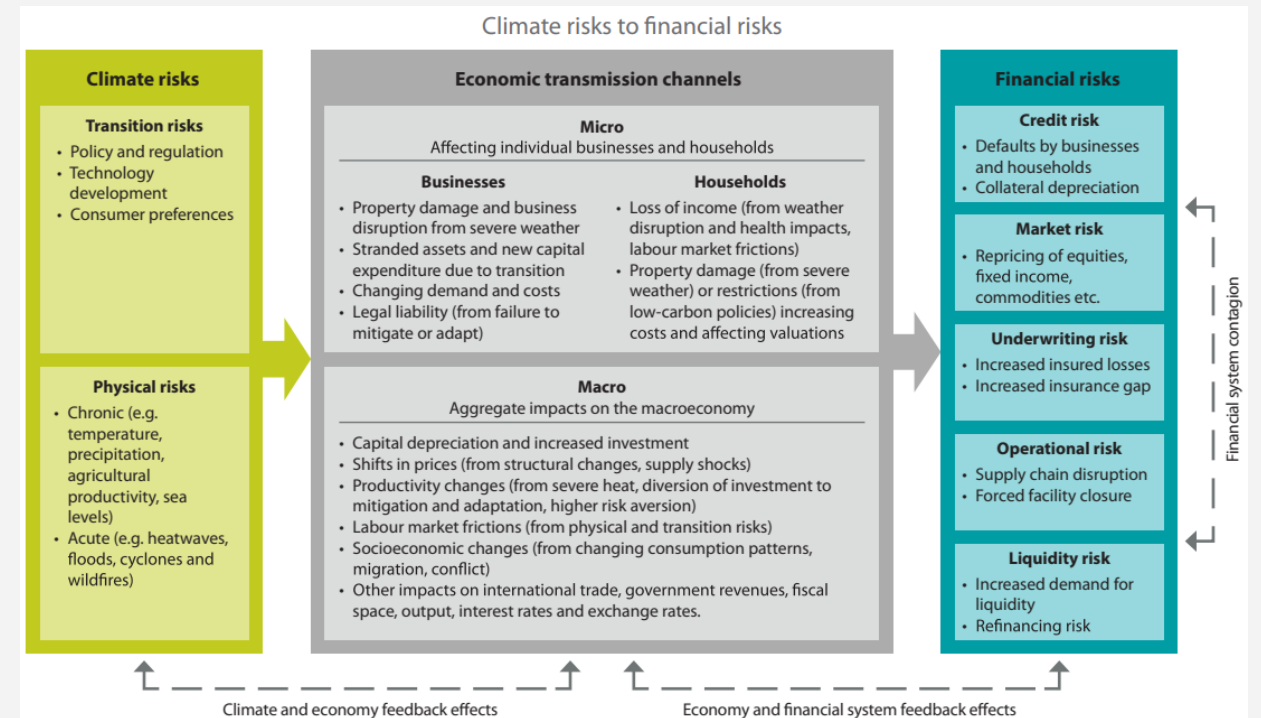 Climate risks to financial risks
Climate risks
Transition risks
• Policy and regulation
• Technology
development
• Consumer preferences
Physical risks
• Chronic (e.g.
temperature,
precipitation,
agricultural
productivity, sea
levels)
• Acute (e.g. heatwaves,
floods, cyclones and
wildfires)
Economic transmission channels
Micro
Affecting individual businesses and households
Businesses
• Property damage and business
disruption from severe weather
• Stranded assets and new capital
expenditure due to transition
• Changing demand and costs
• Legal liability (from failure to
mitigate or adapt)
Households
• Loss of income (from weather
disruption and health impacts,
labour market frictions)
• Property damage (from severe
weather) or restrictions (from
low-carbon policies) increasing
costs and affecting valuations
Macro
Aggregate impacts on the macroeconomy
• Capital depreciation and increased investment
• Shifts in prices (from structural changes, supply shocks)
• Productivity changes (from severe heat, diversion of investment to
mitigation and adaptation, higher risk aversion)
• Labour market frictions (from physical and transition risks)
• Socioeconomic changes (from changing consumption patterns,
migration, conflict)
• Other impacts on international trade, government revenues, fiscal
space, output, interest rates and exchange rates.
Financial risks
Credit risk
• Defaults by businesses
and households
• Collateral depreciation
Market risk
• Repricing of equities,
fixed income,
commodities etc.
Underwriting risk
• Increased insured losses
• Increased insurance gap
Operational risk
• Supply chain disruption
• Forced facility closure
Liquidity risk
• Increased demand for
liquidity
• Refinancing risk
Financial system contagion
Climate and economy feedback effects
Economy and financial system feedback effects